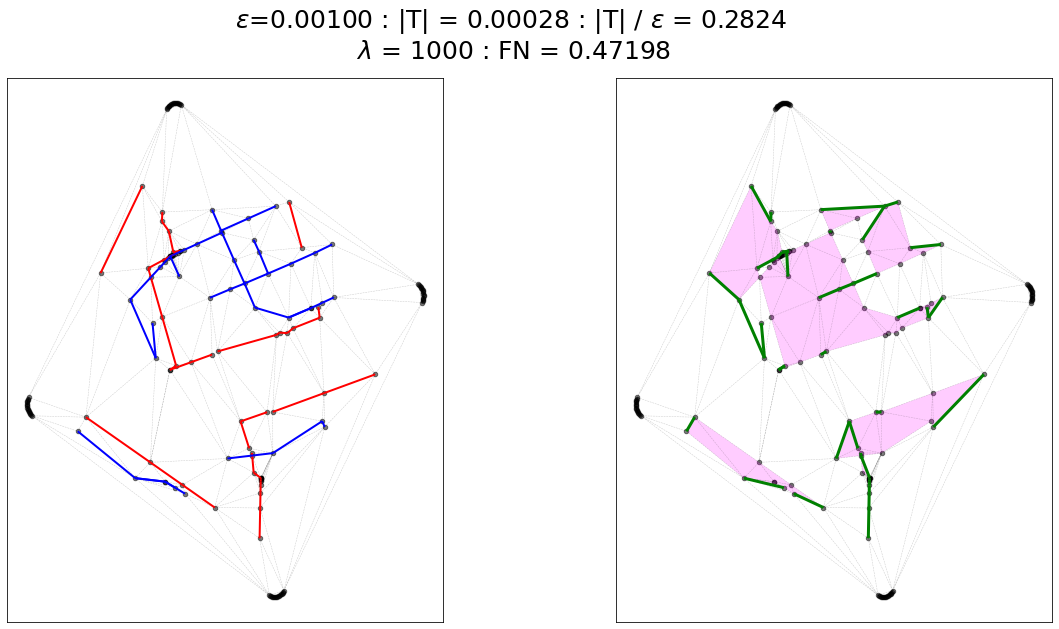 ε=0.00100 : |T| = 0.00028 : |T| / ε = 0.2824
λ = 1000 : FN = 0.47198